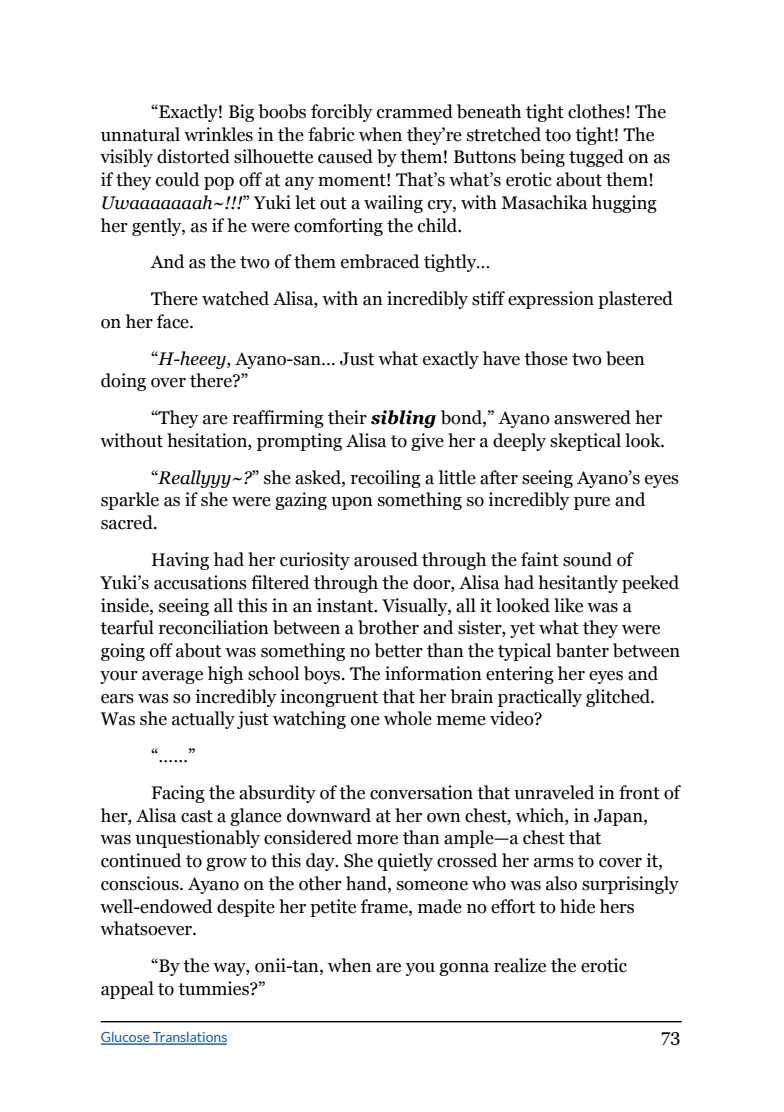 “Exactly! Big boobs forcibly crammed beneath tight clothes! The
unnatural wrinkles in the fabric when they’re stretched too tight! The
visibly distorted silhouette caused by them! Buttons being tugged on as
if they could pop off at any moment! That’s what’s erotic about them!
Uwaaaaaaah~!!!” Yuki let out a wailing cry, with Masachika hugging
her gently, as if he were comforting the child.
And as the two of them embraced tightly…
There watched Alisa, with an incredibly stiff expression plastered
on her face.
“H-heeey, Ayano-san… Just what exactly have those two been
doing over there?”
“They are reaffirming their sibling bond,” Ayano answered her
without hesitation, prompting Alisa to give her a deeply skeptical look.
“Reallyyy~?” she asked, recoiling a little after seeing Ayano’s eyes
sparkle as if she were gazing upon something so incredibly pure and
sacred.
Having had her curiosity aroused through the faint sound of
Yuki’s accusations filtered through the door, Alisa had hesitantly peeked
inside, seeing all this in an instant. Visually, all it looked like was a
tearful reconciliation between a brother and sister, yet what they were
going off about was something no better than the typical banter between
your average high school boys. The information entering her eyes and
ears was so incredibly incongruent that her brain practically glitched.
Was she actually just watching one whole meme video?
“……”
Facing the absurdity of the conversation that unraveled in front of
her, Alisa cast a glance downward at her own chest, which, in Japan,
was unquestionably considered more than ample—a chest that
continued to grow to this day. She quietly crossed her arms to cover it,
conscious. Ayano on the other hand, someone who was also surprisingly
well-endowed despite her petite frame, made no effort to hide hers
whatsoever.
“By the way, onii-tan, when are you gonna realize the erotic
appeal to tummies?”
Glucose Translations 73